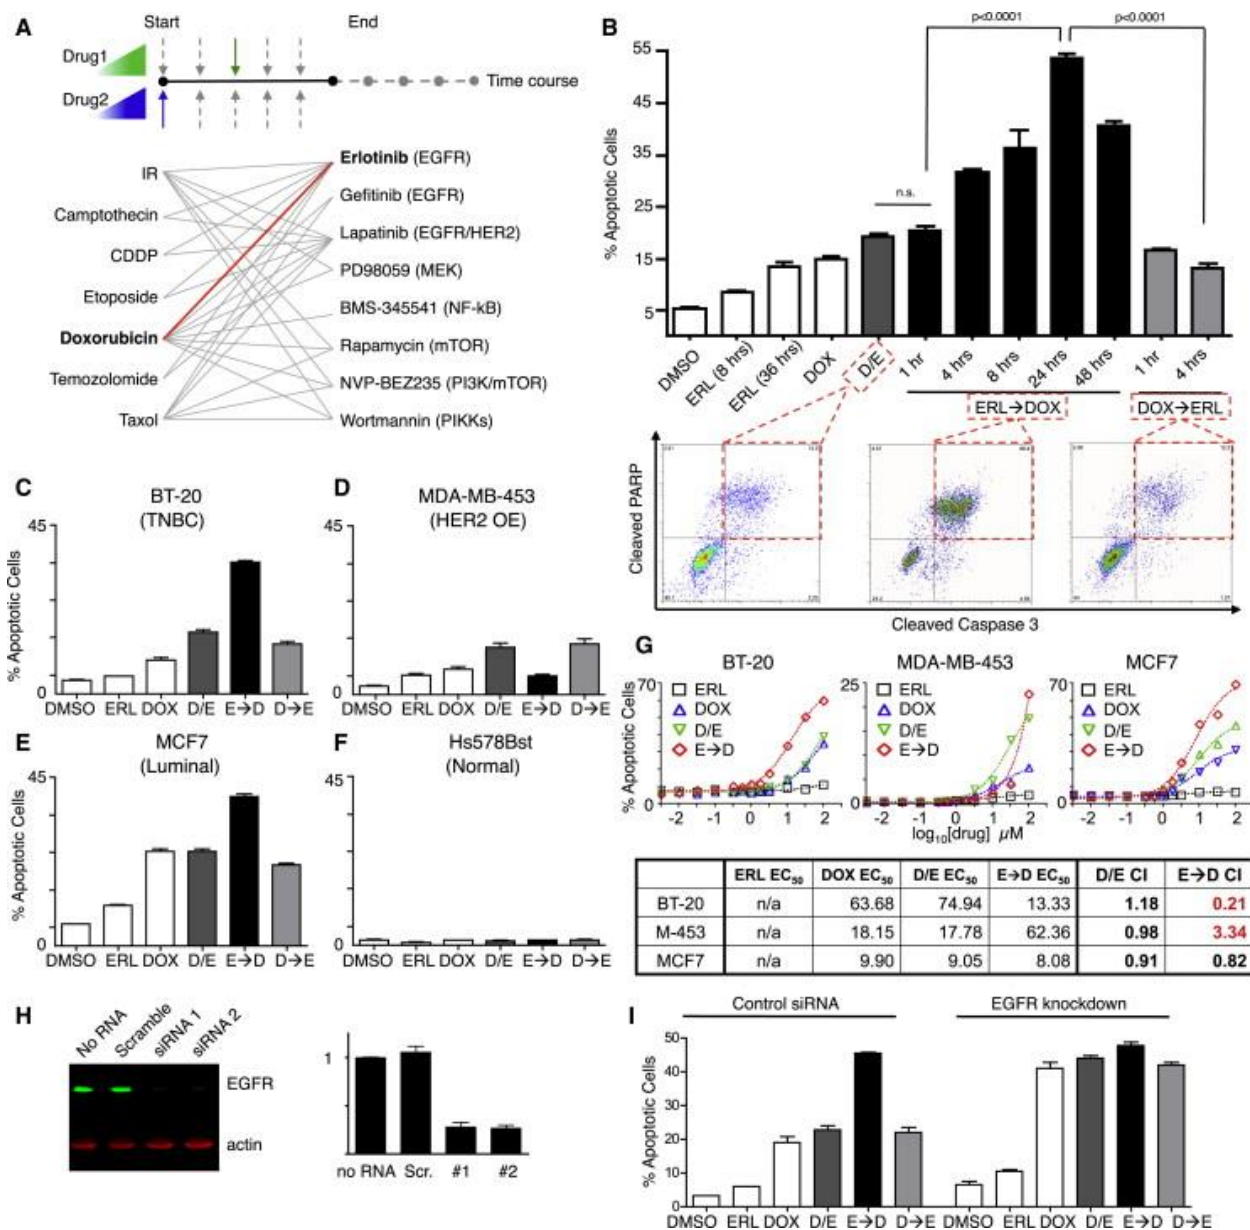 A
Start
End
Drug1
Drug2
Time course
IR
Camptothecin
CDDP
Etoposide
Doxorubicin
Temozolomide
Taxol
Erlotinib (EGFR)
Gefitinib (EGFR)
Lapatinib (EGFR/HER2)
PD98059 (MEK)
BMS-345541 (NF-kB)
Rapamycin (mTOR)
NVP-BEZ235 (PI3K/mTOR)
Wortmannin (PIKKs)
B
p<0.0001
p<0.0001
n.s.
% Apoptotic Cells
55
45
35
25
15
5
DMSO
ERL (8 hrs)
ERL (36 hrs)
DOX
D/E
1 hr
4 hrs
8 hrs
24 hrs
48 hrs
1 hr
4 hrs
ERL→DOX
DOX→ERL
Cleaved PARP
Cleaved Caspase 3
C
BT-20
(TNBC)
45
0
% Apoptotic Cells
DMSO ERL DOX D/E E→D D→E
D
MDA-MB-453
(HER2 OE)
45
0
DMSO ERL DOX D/E E→D D→E
E
MCF7
(Luminal)
45
0
% Apoptotic Cells
DMSO ERL DOX D/E E→D D→E
F
Hs578Bst
(Normal)
45
0
DMSO ERL DOX D/E E→D D→E
G
BT-20
MDA-MB-453
MCF7
% Apoptotic Cells
70
0
ERL
DOX
D/E
E→D
-2 -1 0 1 2
25
0
ERL
DOX
D/E
E→D
-2 -1 0 1 2
70
0
ERL
DOX
D/E
E→D
-2 -1 0 1 2
log10[drug] µM
ERL EC50 DOX EC50 D/E EC50 E→D EC50 D/E CI E→D CI
BT-20 n/a 63.68 74.94 13.33 1.18 0.21
M-453 n/a 18.15 17.78 62.36 0.98 3.34
MCF7 n/a 9.90 9.05 8.08 0.91 0.82
H
No RNA
Scramble
siRNA 1
siRNA 2
EGFR
actin
1
no RNA Scr. #1 #2
I
Control siRNA
EGFR knockdown
% Apoptotic Cells
50
40
30
20
10
0
DMSO ERL DOX D/E E→D D→E DMSO ERL DOX D/E E→D D→E